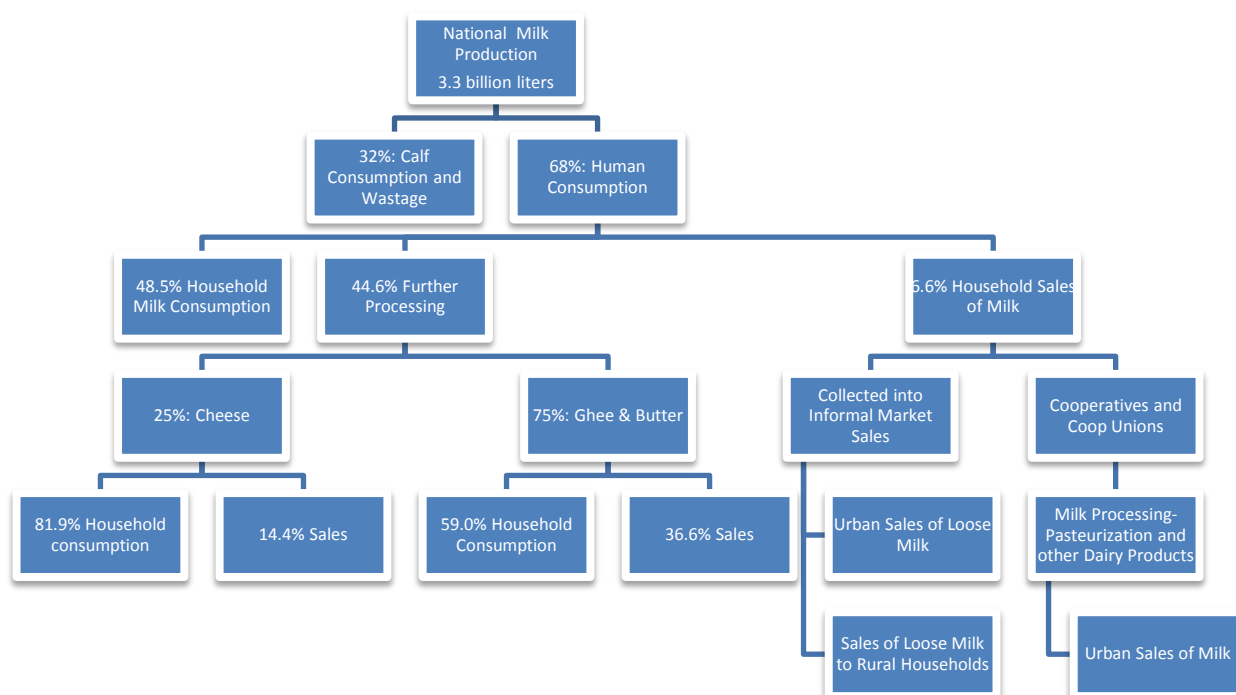 National Milk
Production
3.3 billion liters
32%: Calf
Consumption and
Wastage
68%: Human
Consumption
48.5% Household
Milk Consumption
44.6% Further
Processing
6.6% Household Sales
of Milk
25%: Cheese
75%: Ghee & Butter
Collected into
Informal Market
Sales
Cooperatives and
Coop Unions
81.9% Household
consumption
14.4% Sales
59.0% Household
Consumption
36.6% Sales
Urban Sales of Loose
Milk
Milk Processing-
Pasteurization and
other Dairy Products
Sales of Loose Milk
to Rural Households
Urban Sales of Milk